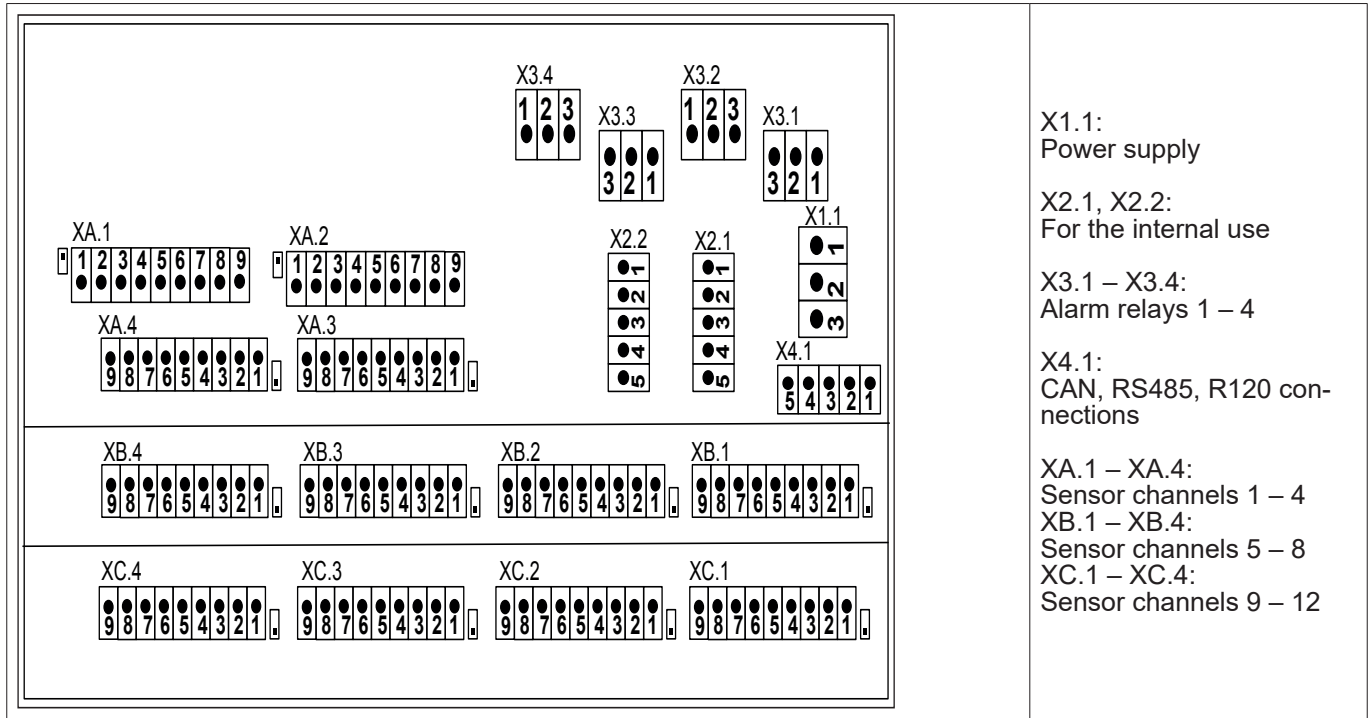 X3.4
1 2 3
X3.3
3 2 1
X3.2
1 2 3
X3.1
3 2 1
X1.1
1
2
3
XA.1
1 2 3 4 5 6 7 8 9
XA.2
1 2 3 4 5 6 7 8 9
X2.2
1
2
3
4
5
X2.1
1
2
3
4
5
XA.4
9 8 7 6 5 4 3 2 1
XA.3
9 8 7 6 5 4 3 2 1
X4.1
5 4 3 2 1
XB.4
9 8 7 6 5 4 3 2 1
XB.3
9 8 7 6 5 4 3 2 1
XB.2
9 8 7 6 5 4 3 2 1
XB.1
9 8 7 6 5 4 3 2 1
XC.4
9 8 7 6 5 4 3 2 1
XC.3
9 8 7 6 5 4 3 2 1
XC.2
9 8 7 6 5 4 3 2 1
XC.1
9 8 7 6 5 4 3 2 1
X1.1:
Power supply
X2.1, X2.2:
For the internal use
X3.1 – X3.4:
Alarm relays 1 – 4
X4.1:
CAN, RS485, R120 con-
nections
XA.1 – XA.4:
Sensor channels 1 – 4
XB.1 – XB.4:
Sensor channels 5 – 8
XC.1 – XC.4:
Sensor channels 9 – 12